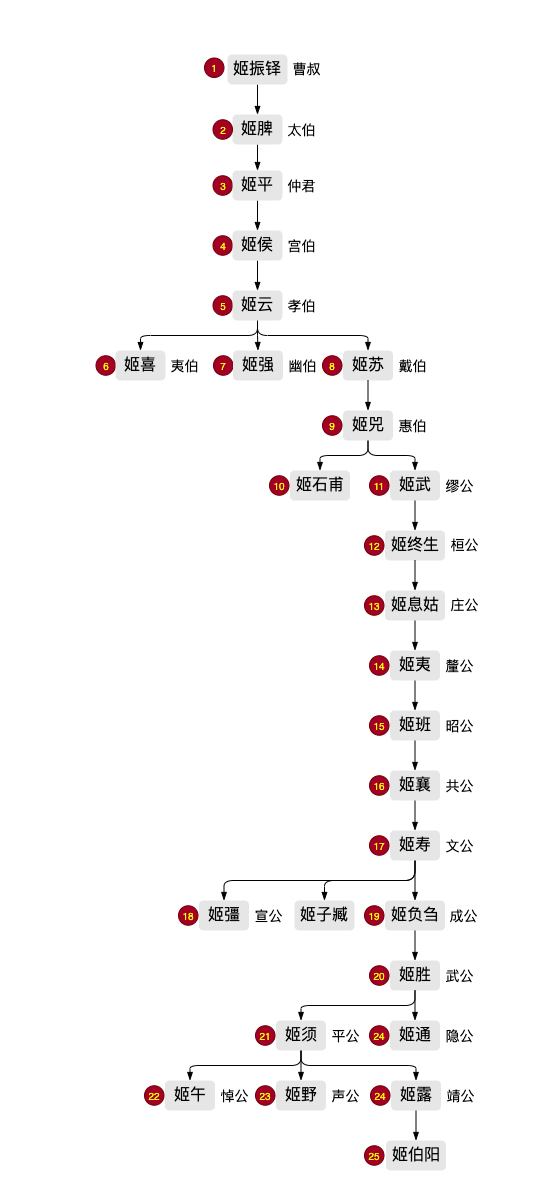 1 姬振铎 曹叔
2 姬脾 太伯
3 姬平 仲君
4 姬侯 宫伯
5 姬云 孝伯
6 姬喜 夷伯 7 姬强 幽伯 8 姬苏 戴伯
9 姬兕 惠伯
10 姬石甫 11 姬武 缪公
12 姬终生 桓公
13 姬息姑 庄公
14 姬夷 釐公
15 姬班 昭公
16 姬襄 共公
17 姬寿 文公
18 姬彊 宣公 姬子臧 19 姬负刍 成公
20 姬胜 武公
21 姬须 平公 24 姬通 隐公
22 姬午 悼公 23 姬野 声公 24 姬露 靖公
25 姬伯阳